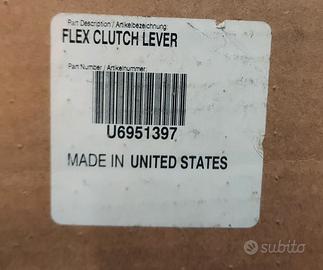 Part Description / Artikelbezeichnung:
FLEX CLUTCH LEVER
Part Number / Artikelnummer:
U6951397
MADE IN UNITED STATES
subito